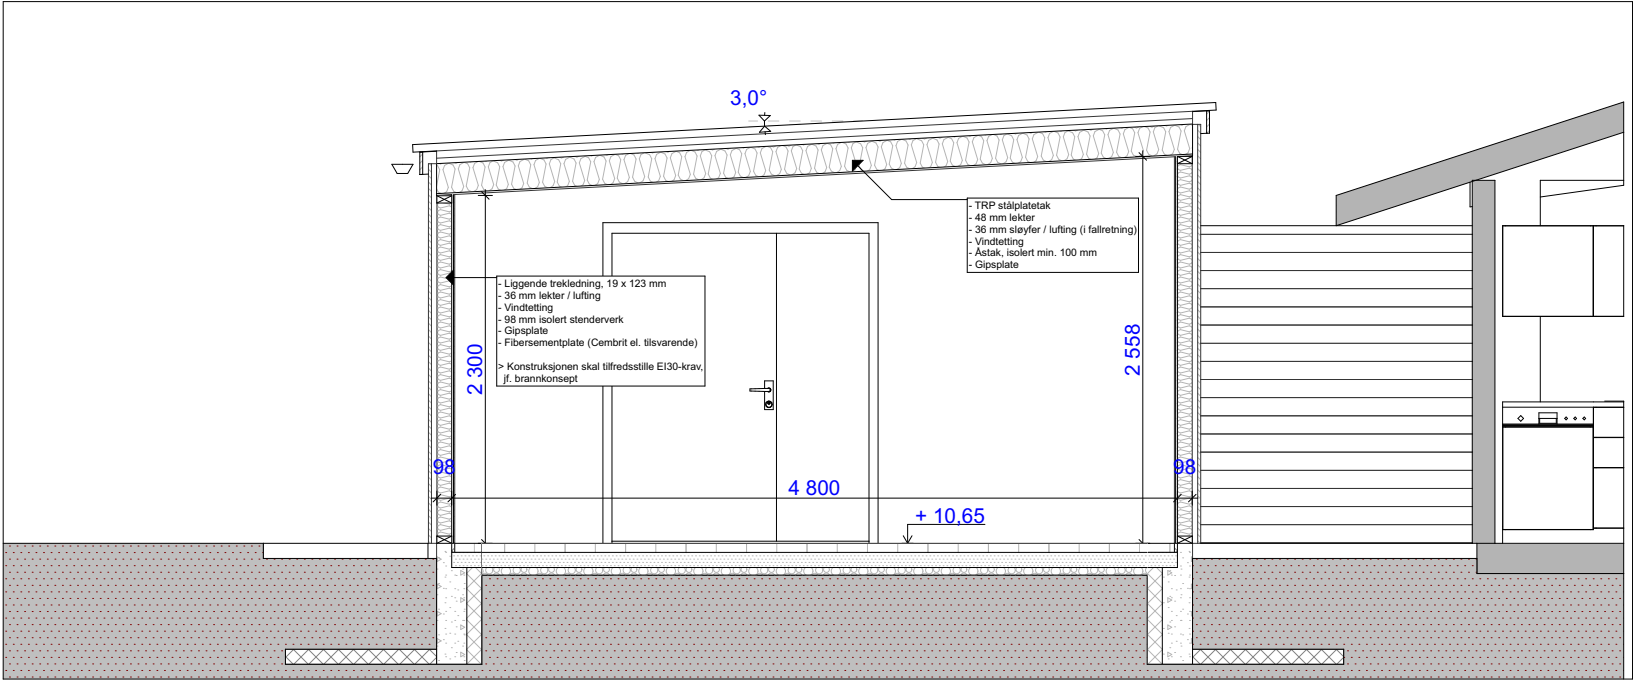 3,0°
- TRP stålplatetak
- 48 mm lekter
- 36 mm sløyfer / lufting (i fallretning)
- Vindtetting
- Åstak, isolert min. 100 mm
- Gipsplate
- Liggende trekledning, 19 x 123 mm
- 36 mm lekter / lufting
- Vindtetting
- 98 mm isolert stenderverk
- Gipsplate
- Fibersementplate (Cembrit el. tilsvarende)
> Konstruksjonen skal tilfredsstille EI30-krav,
jf. brannkonsept
2 300
2 558
98
98
4 800
+ 10,65